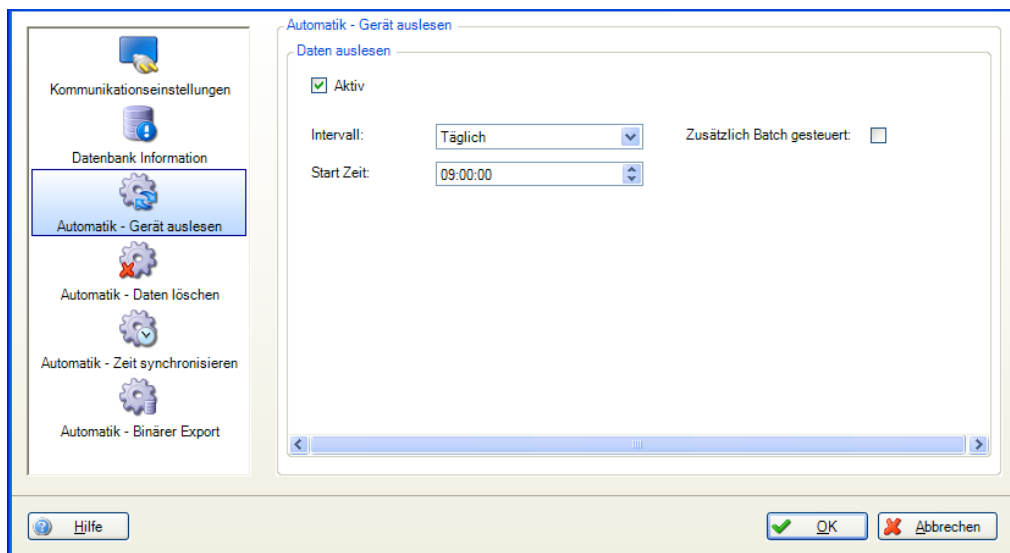 Kommunikationseinstellungen
Datenbank Information
Automatik - Gerät auslesen
Automatik - Daten löschen
Automatik - Zeit synchronisieren
Automatik - Binärer Export
Automatik - Gerät auslesen
Daten auslesen
Aktiv
Intervall: Täglich Zusätzlich Batch gesteuert:
Start Zeit: 09:00:00
Hilfe OK Abbrechen